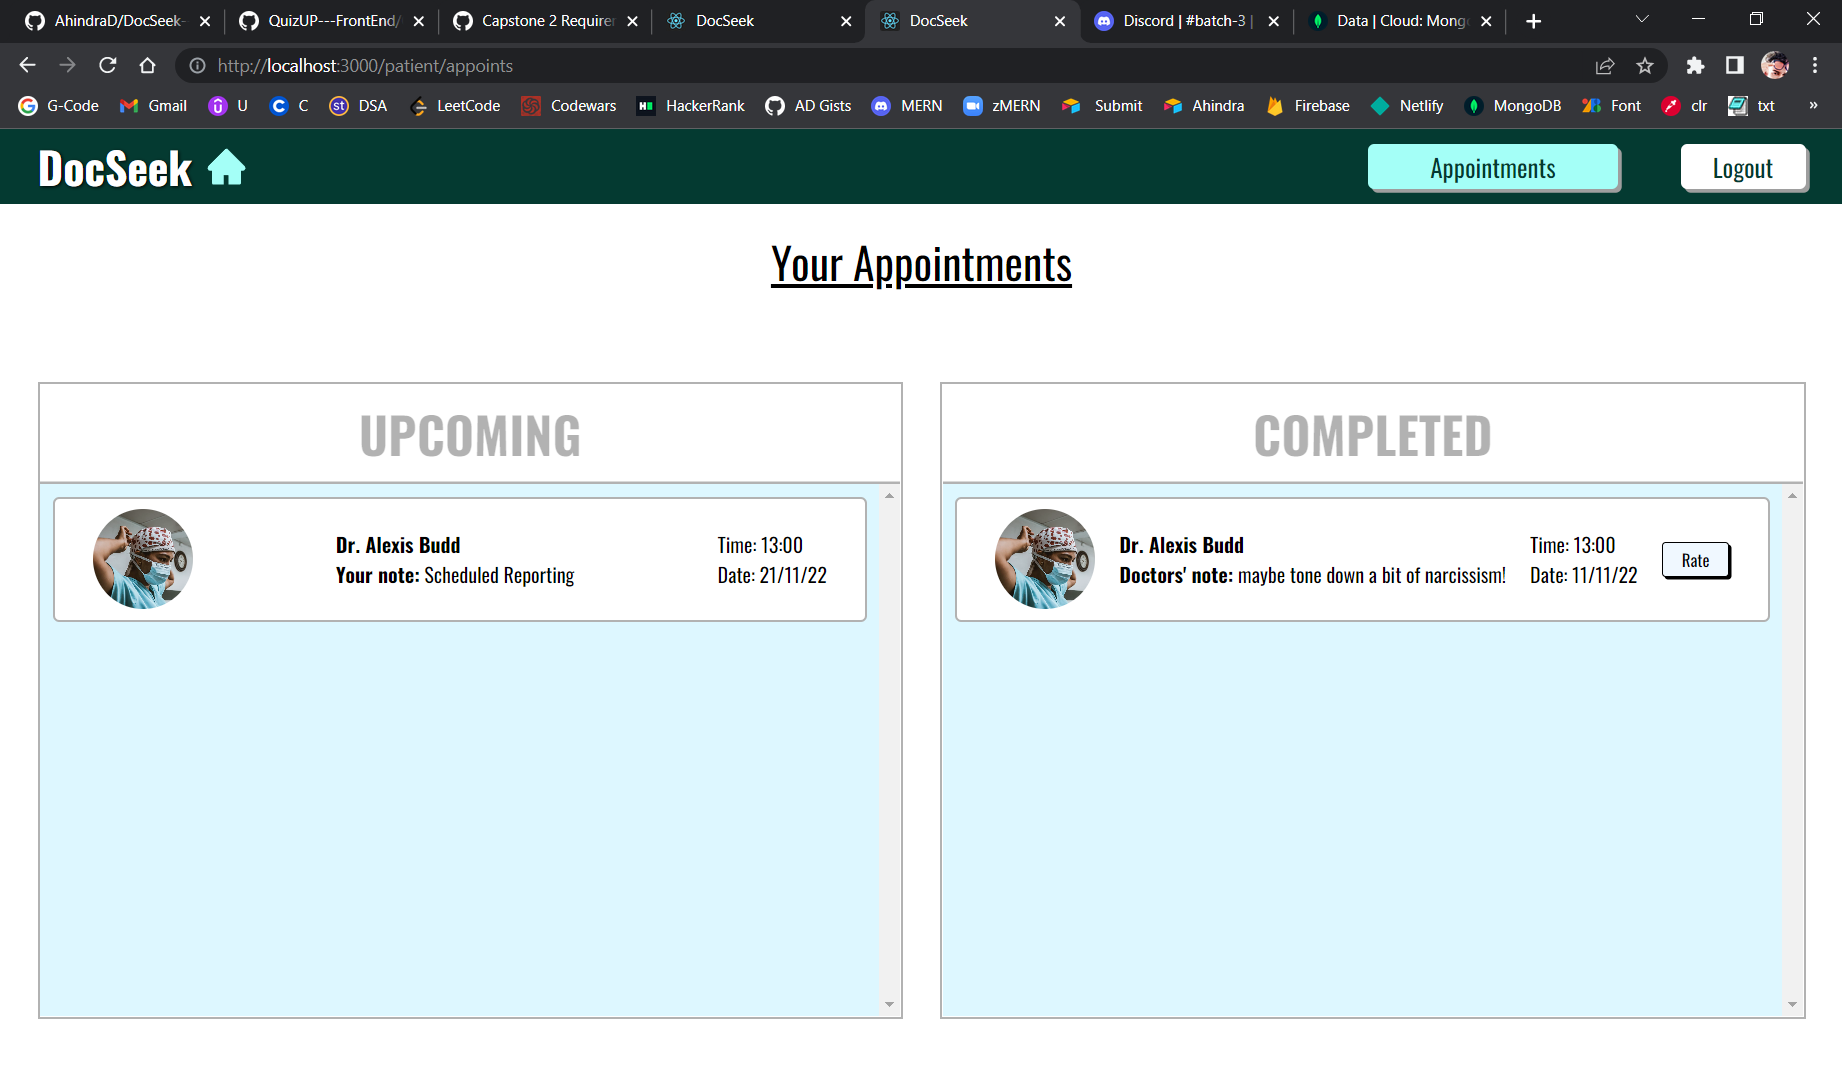 AhindraD/DocSeek-
QuizUP---FrontEnd/
Capstone 2 Requirer
DocSeek
DocSeek
Discord | #batch-3 |
Data | Cloud: Mong
http://localhost:3000/patient/appoints
G-Code
Gmail
U
C
DSA
LeetCode
Codewars
HackerRank
AD Gists
MERN
zMERN
Submit
Ahindra
Firebase
Netlify
MongoDB
Font
clr
txt
»
DocSeek
Appointments
Logout
Your Appointments
UPCOMING
Dr. Alexis Budd
Your note: Scheduled Reporting
Time: 13:00
Date: 21/11/22
COMPLETED
Dr. Alexis Budd
Doctors' note: maybe tone down a bit of narcissism!
Time: 13:00
Date: 11/11/22
Rate